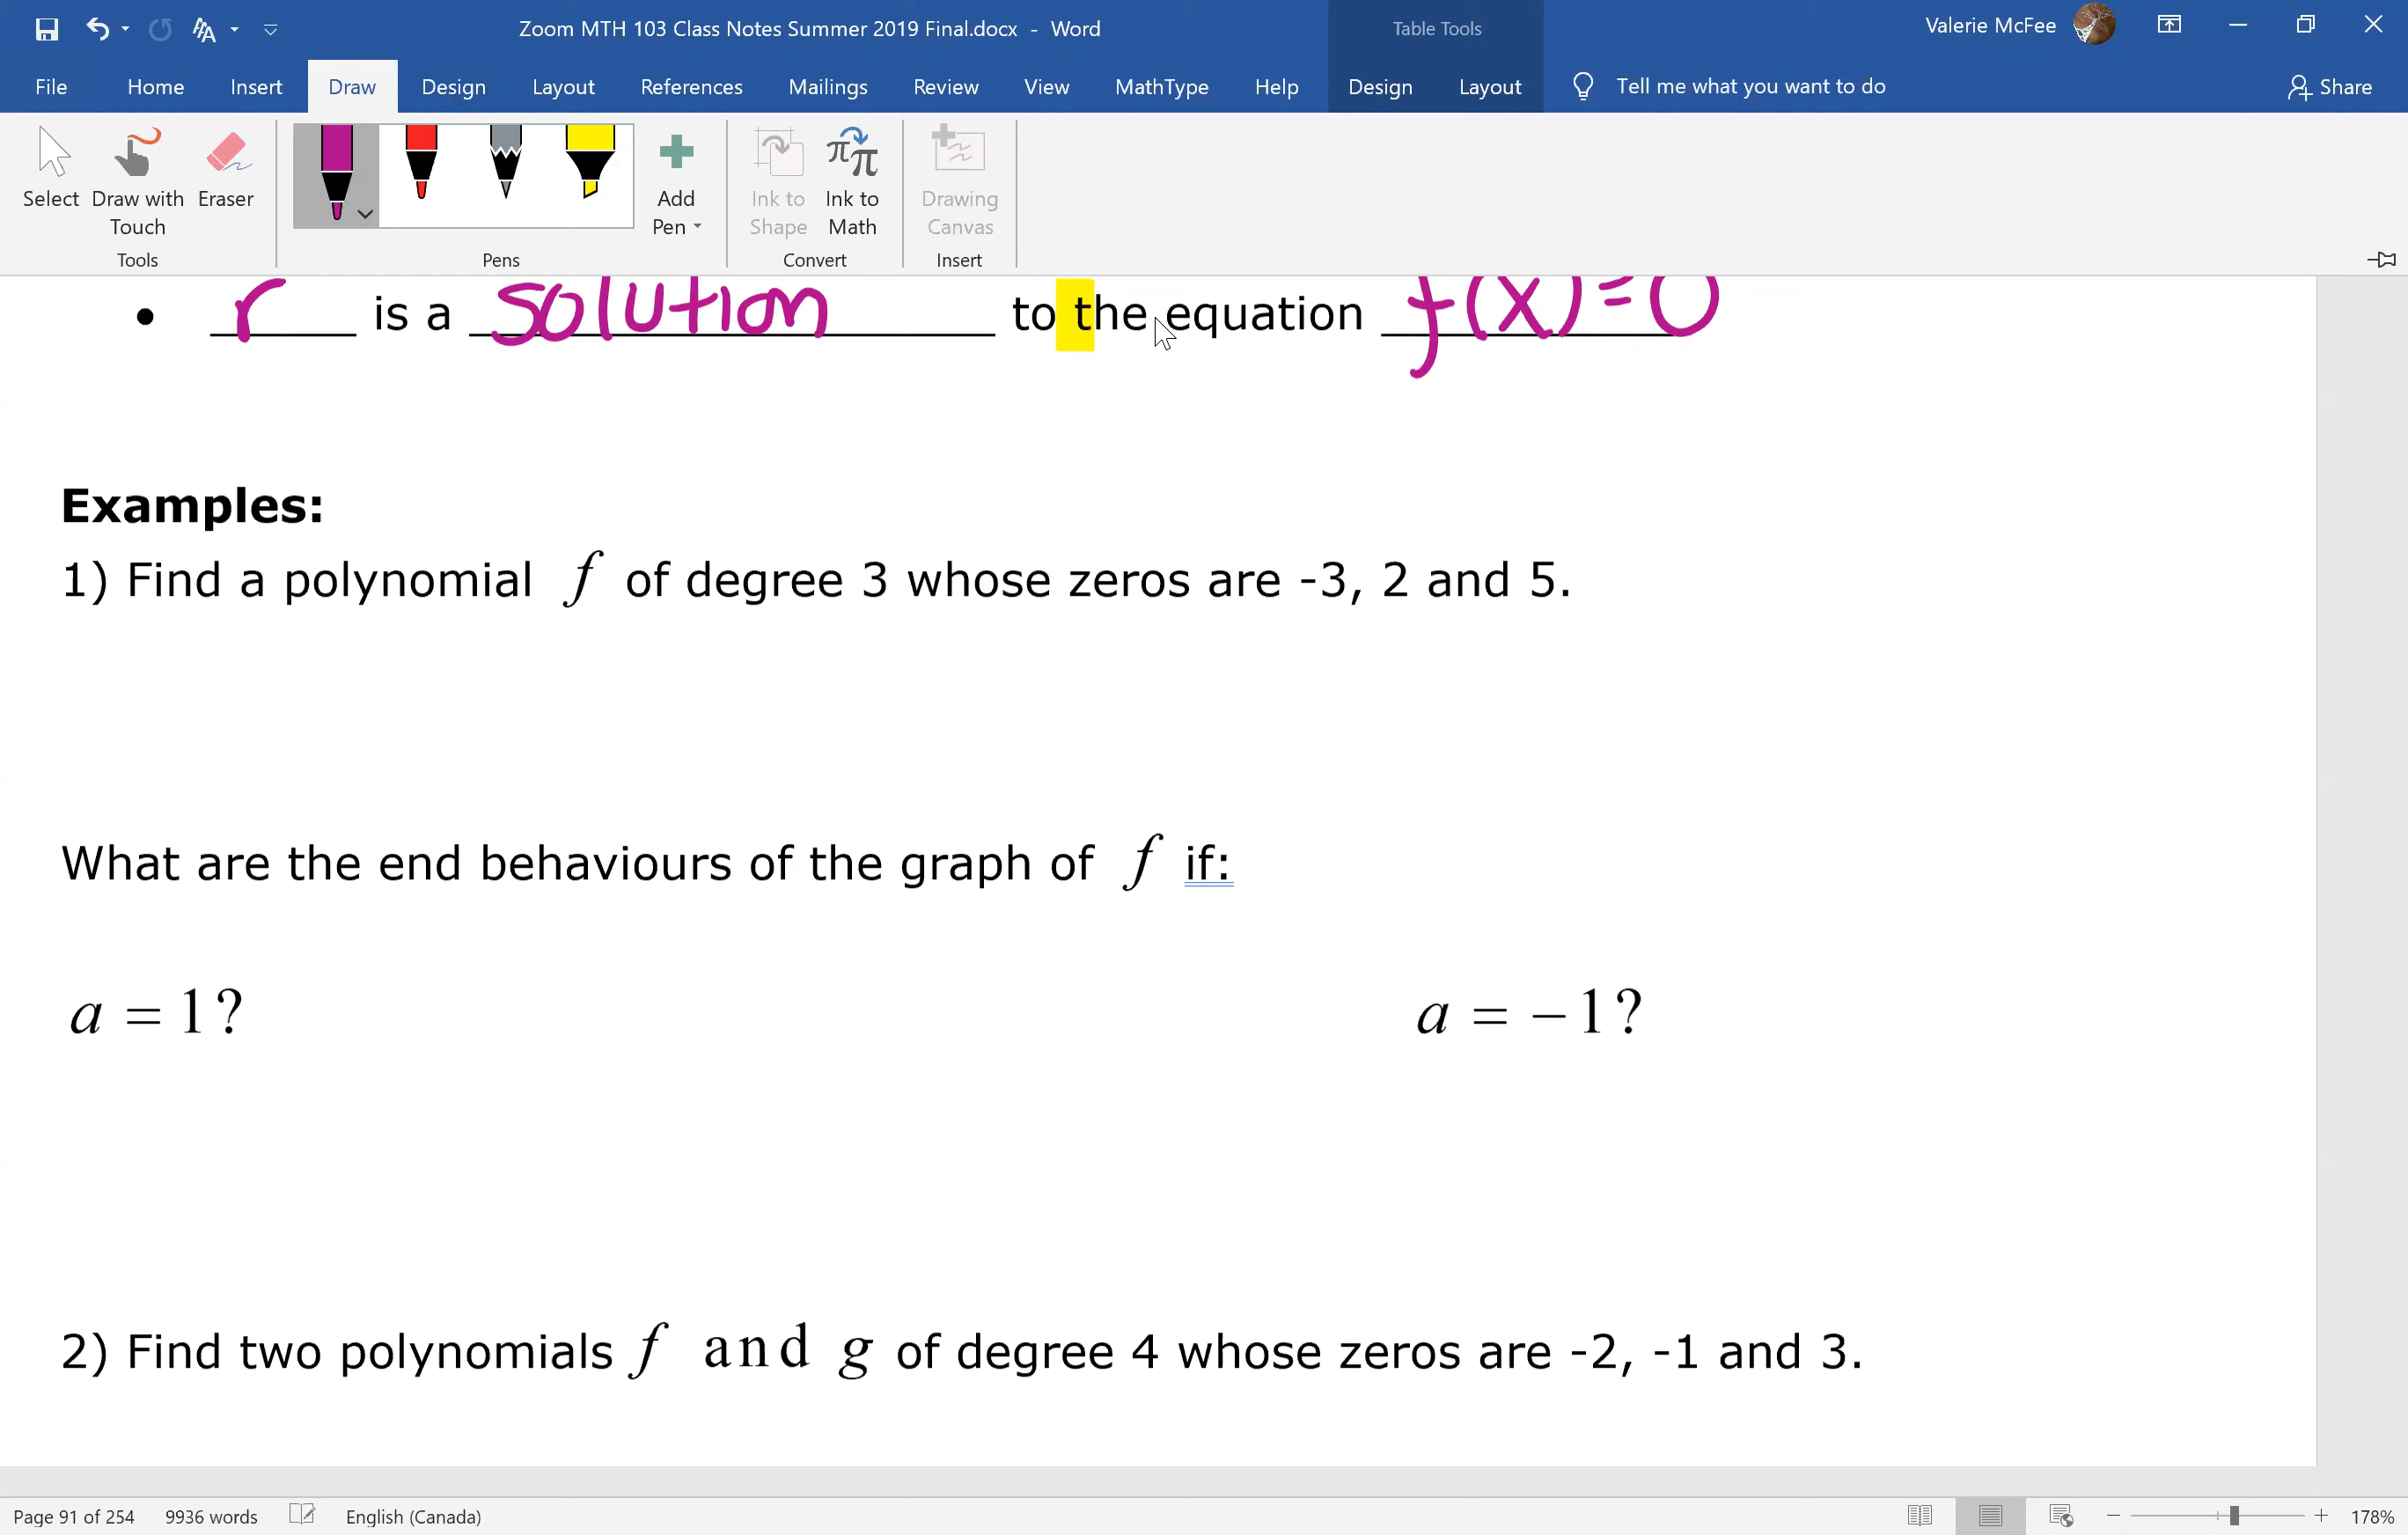 Zoom MTH 103 Class Notes Summer 2019 Final.docx - Word
Table Tools
Valerie McFee
File Home Insert Draw Design Layout References Mailings Review View MathType Help Design Layout Tell me what you want to do Share
Select Draw with Touch Eraser Add Pen Ink to Shape Ink to Math Drawing Canvas
Tools Pens Convert Insert
• r is a solution to the equation f(x)=0
Examples:
1) Find a polynomial f of degree 3 whose zeros are -3, 2 and 5.
What are the end behaviours of the graph of f if:
a = 1? a = −1?
2) Find two polynomials f and g of degree 4 whose zeros are -2, -1 and 3.
Page 91 of 254 9936 words English (Canada) 178%